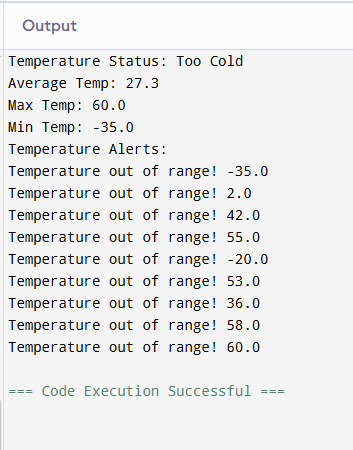 Output
Temperature Status: Too Cold
Average Temp: 27.3
Max Temp: 60.0
Min Temp: -35.0
Temperature Alerts:
Temperature out of range! -35.0
Temperature out of range! 2.0
Temperature out of range! 42.0
Temperature out of range! 55.0
Temperature out of range! -20.0
Temperature out of range! 53.0
Temperature out of range! 36.0
Temperature out of range! 58.0
Temperature out of range! 60.0
=== Code Execution Successful ===